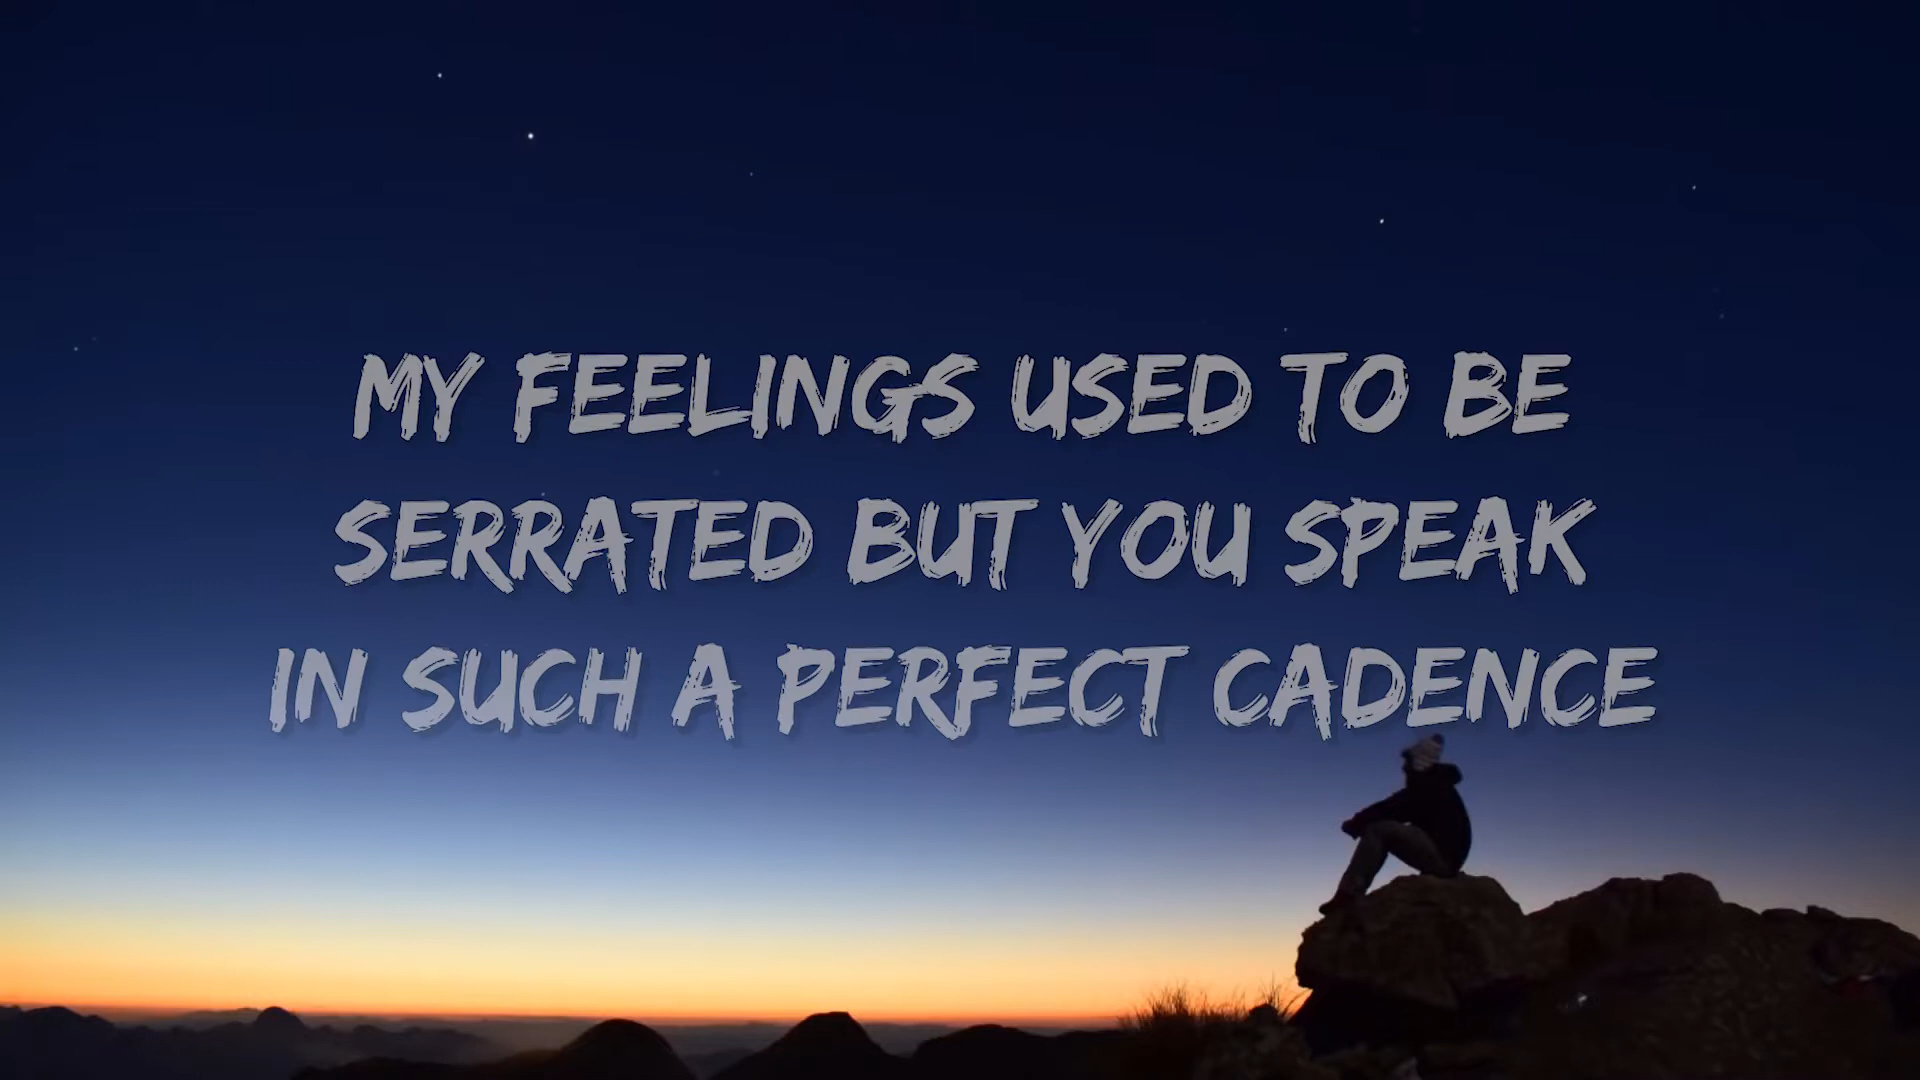 MY FEELINGS USED TO BE
SERRATED BUT YOU SPEAK
IN SUCH A PERFECT CADENCE